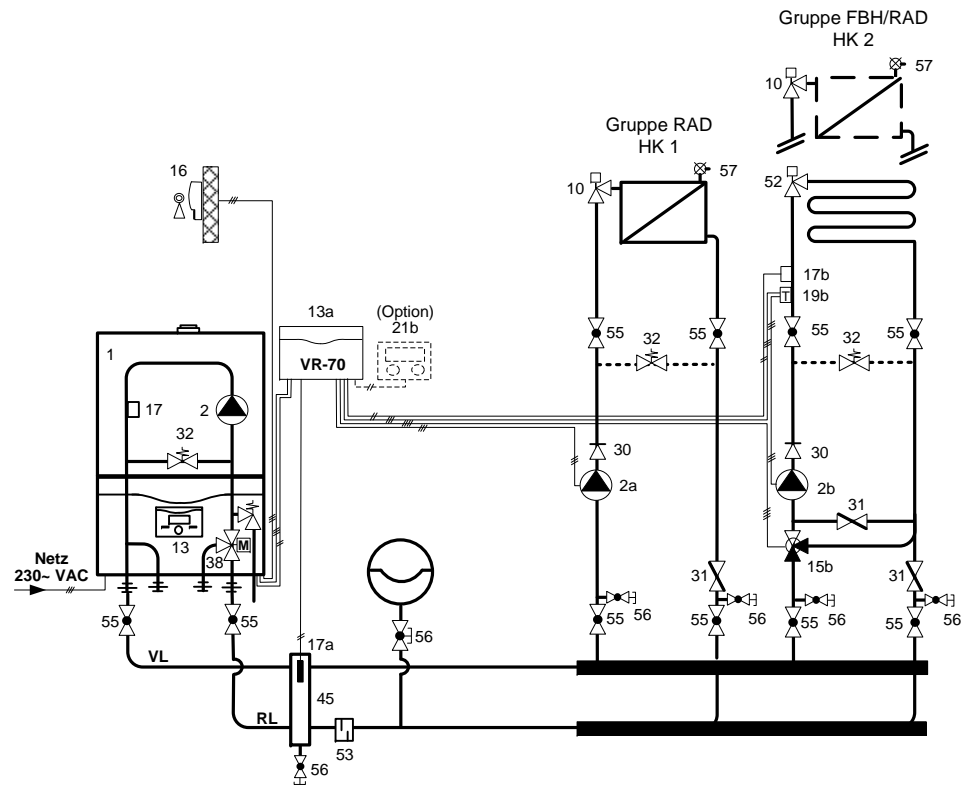 Gruppe FBH/RAD
HK 2
57
10
Gruppe RAD
HK 1
57
16
10
52
17b
13a
(Option)
21b
19b
T
1
VR-70
55
32
55
55
32
55
17
2
32
30
30
2a
2b
31
13
38
M
15b
Netz
230~ VAC
31
31
55
55
56
17a
55
56
56
55
56
55
56
55
VL
45
RL
53
56